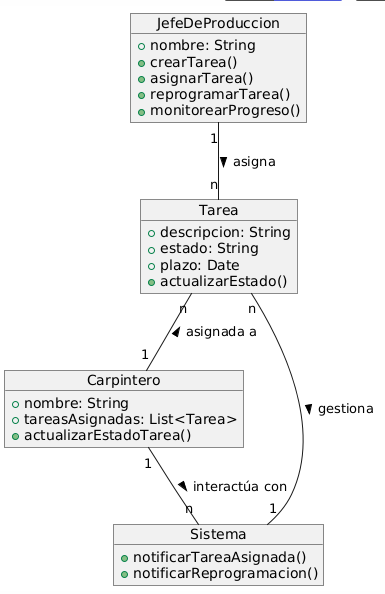 JefeDeProduccion
nombre: String
crearTarea()
asignarTarea()
reprogramarTarea()
monitorearProgreso()
1
asigna
n
Tarea
descripcion: String
estado: String
plazo: Date
actualizarEstado()
n
n
asignada a
1
Carpintero
nombre: String
tareasAsignadas: List<Tarea>
actualizarEstadoTarea()
gestiona
1
interactúa con
n
1
Sistema
notificarTareaAsignada()
notificarReprogramacion()